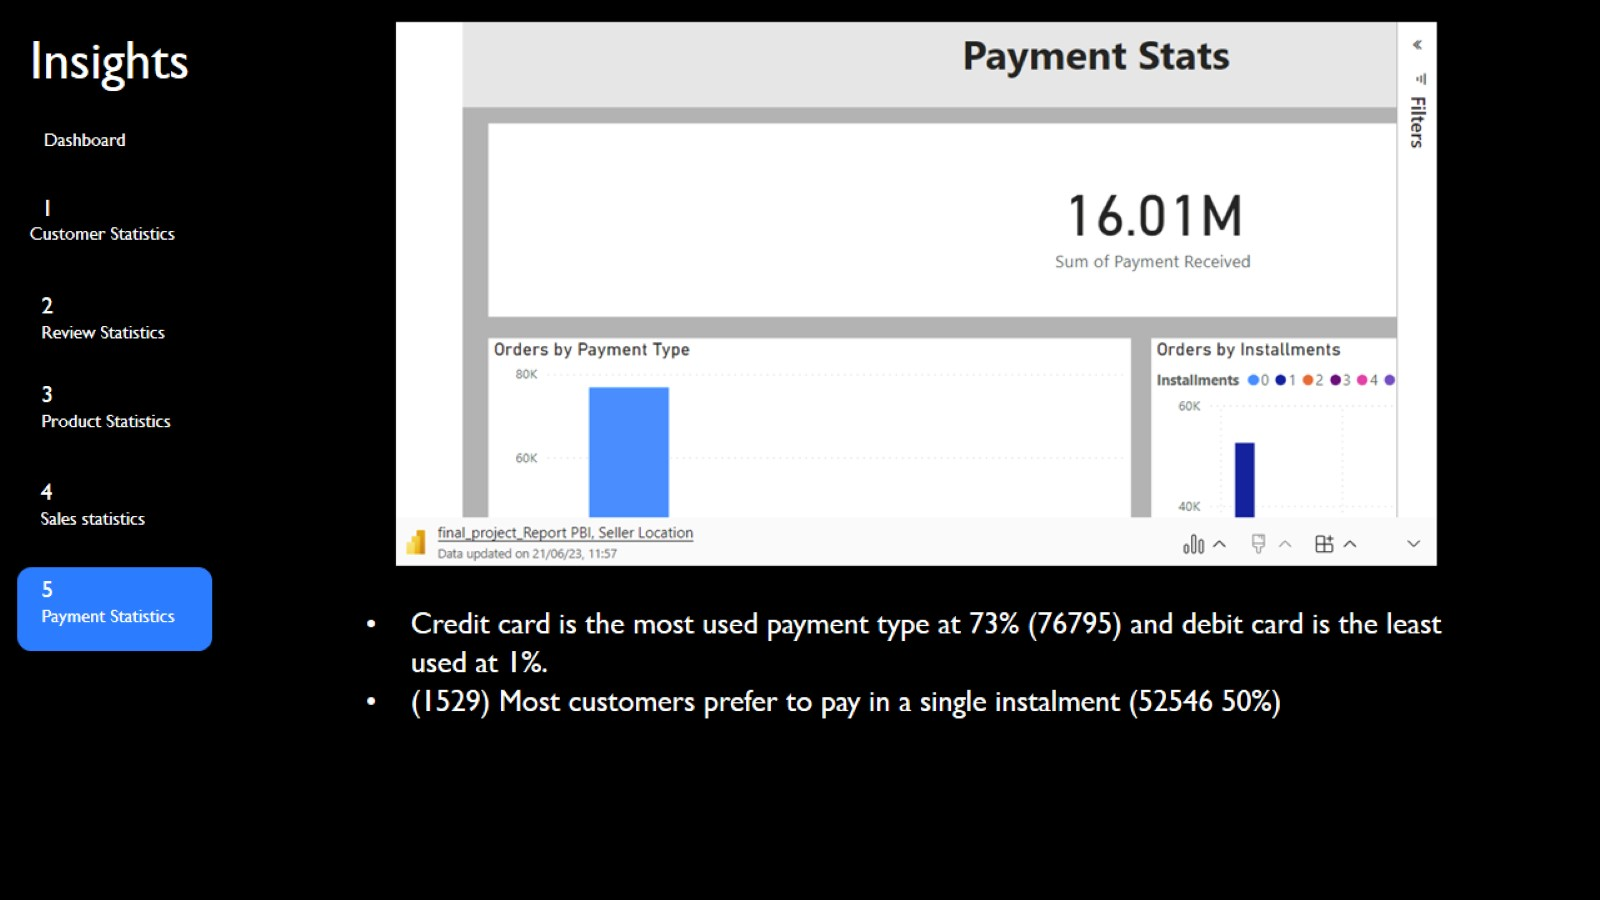 Insights
Dashboard
1
Customer Statistics
2
Review Statistics
3
Product Statistics
4
Sales statistics
5
Payment Statistics
Payment Stats
Filters
16.01M
Sum of Payment Received
Orders by Payment Type
80K
60K
Orders by Installments
Installments 0 1 2 3 4
60K
40K
final_project_Report PBI, Seller Location
Data updated on 21/06/23, 11:57
• Credit card is the most used payment type at 73% (76795) and debit card is the least
used at 1%.
• (1529) Most customers prefer to pay in a single instalment (52546 50%)